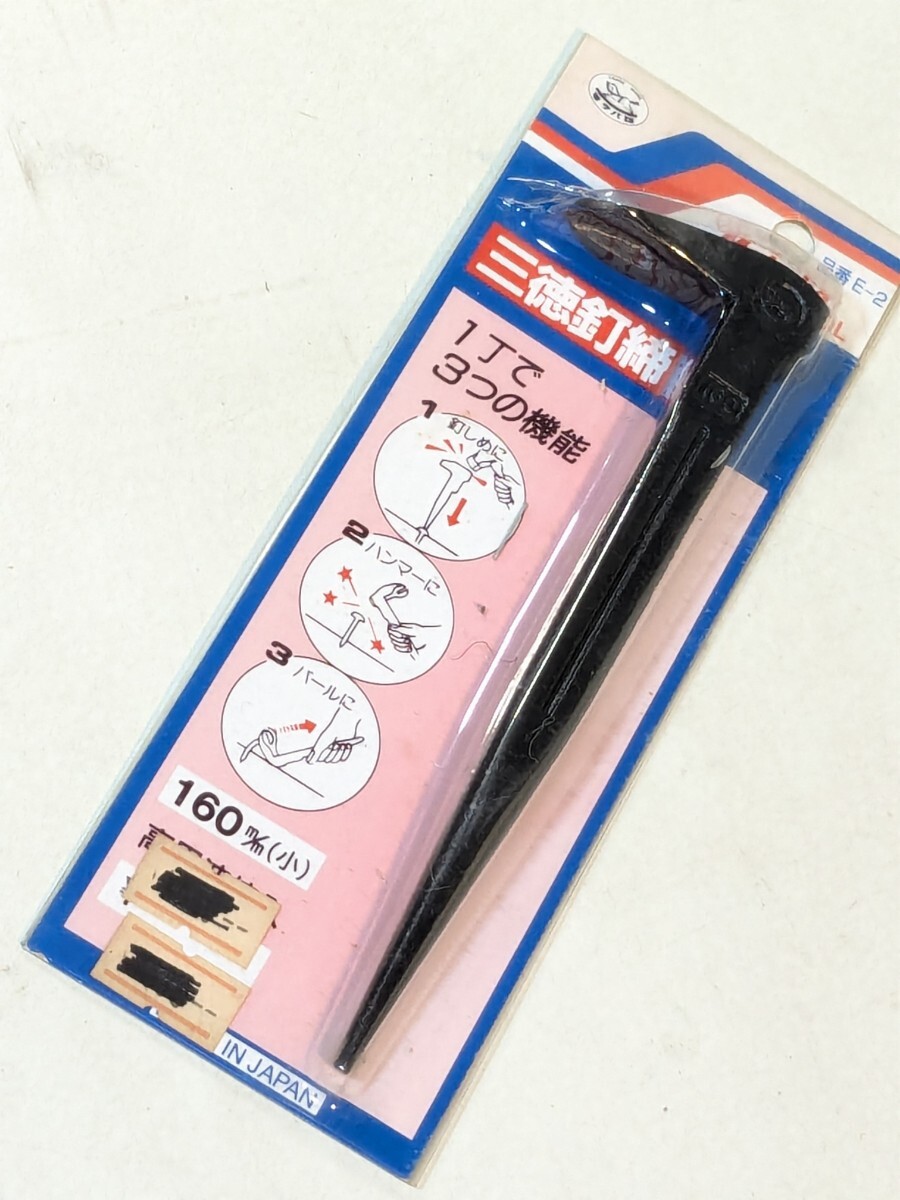 品番E-2
三徳釘締
1丁で
3つの機能
1
釘しめに
2
ハンマーに
3
バールに
160㎜(小)
IN JAPAN
160